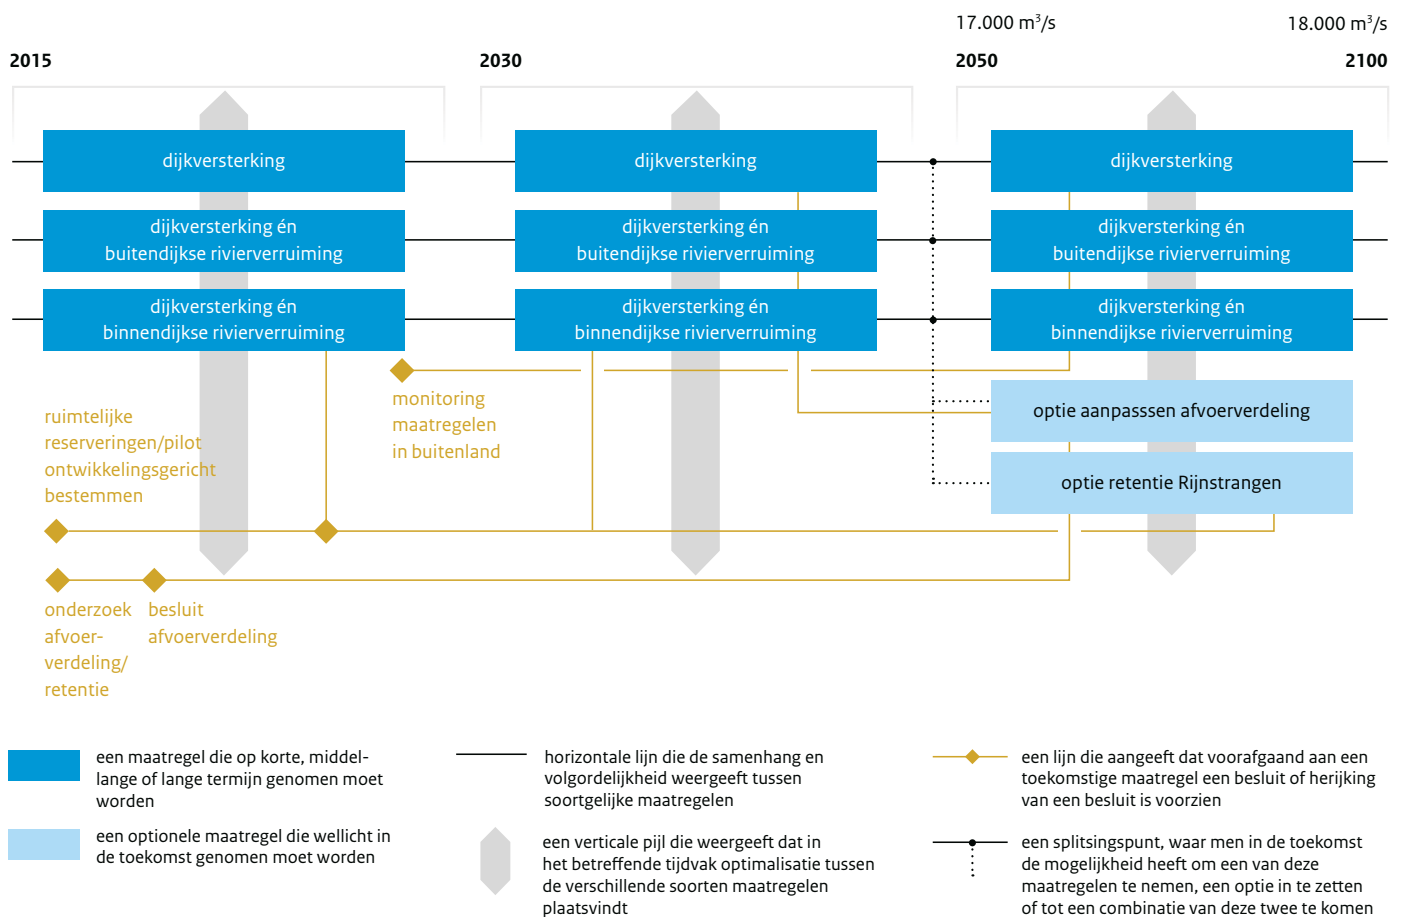 17.000 m³/s
18.000 m³/s
2015
2030
2050
2100
dijkversterking
dijkversterking
dijkversterking
dijkversterking én
buitendijkse rivierverruiming
dijkversterking én
buitendijkse rivierverruiming
dijkversterking én
buitendijkse rivierverruiming
dijkversterking én
binnendijkse rivierverruiming
dijkversterking én
binnendijkse rivierverruiming
dijkversterking én
binnendijkse rivierverruiming
monitoring
maatregelen
in buitenland
ruimtelijke
reserveringen/pilot
ontwikkelingsgericht
bestemmen
optie aanpasssen afvoerverdeling
optie retentie Rijnstrangen
onderzoek
afvoer-
verdeling/
retentie
besluit
afvoerverdeling
een maatregel die op korte, middel-
lange of lange termijn genomen moet
worden
een optionele maatregel die wellicht in
de toekomst genomen moet worden
horizontale lijn die de samenhang en
volgordelijkheid weergeeft tussen
soortgelijke maatregelen
een verticale pijl die weergeeft dat in
het betreffende tijdvak optimalisatie tussen
de verschillende soorten maatregelen
plaatsvindt
een lijn die aangeeft dat voorafgaand aan een
toekomstige maatregel een besluit of herijking
van een besluit is voorzien
een splitsingspunt, waar men in de toekomst
de mogelijkheid heeft om een van deze
maatregelen te nemen, een optie in te zetten
of tot een combinatie van deze twee te komen